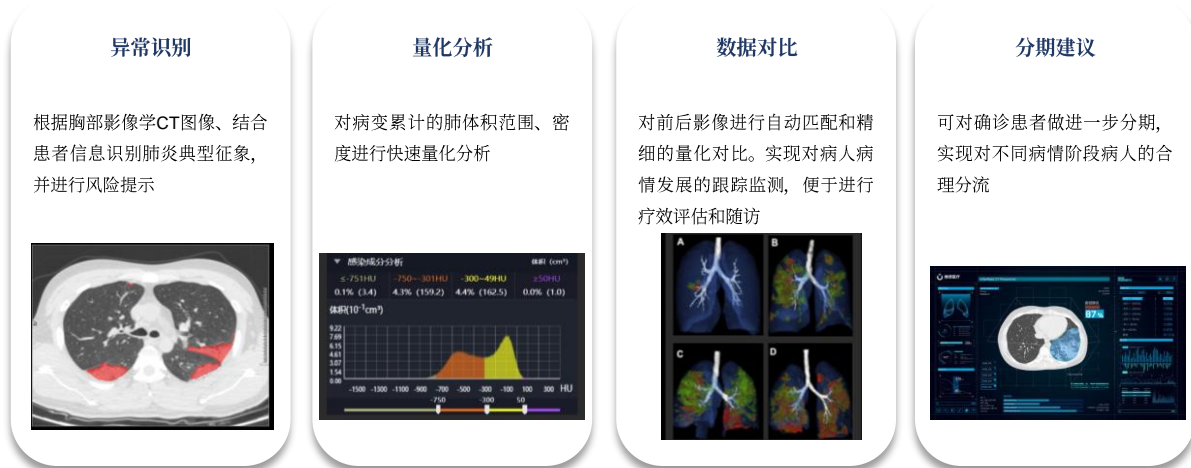 异常识别
根据胸部影像学CT图像、结合
患者信息识别肺炎典型征象，
并进行风险提示
量化分析
对病变累计的肺体积范围、密
度进行快速量化分析
感染成分分析 体积 (cm³)
≤-751HU -750~-301HU -300~49HU ≥50HU
0.1% (3.4) 4.3% (159.2) 4.4% (162.5) 0.0% (1.0)
体积(10⁻¹cm³)
9.22
7.69
6.15
4.61
3.07
1.54
0.00
-1500 -1300 -1100 -900 -700 -500 -300 -100 100 300 HU
-750 -300 50
数据对比
对前后影像进行自动匹配和精
细的量化对比。实现对病人病
情发展的跟踪监测，便于进行
疗效评估和随访
A B
C D
分期建议
可对确诊患者做进一步分期，
实现对不同病情阶段病人的合
理分流
87%